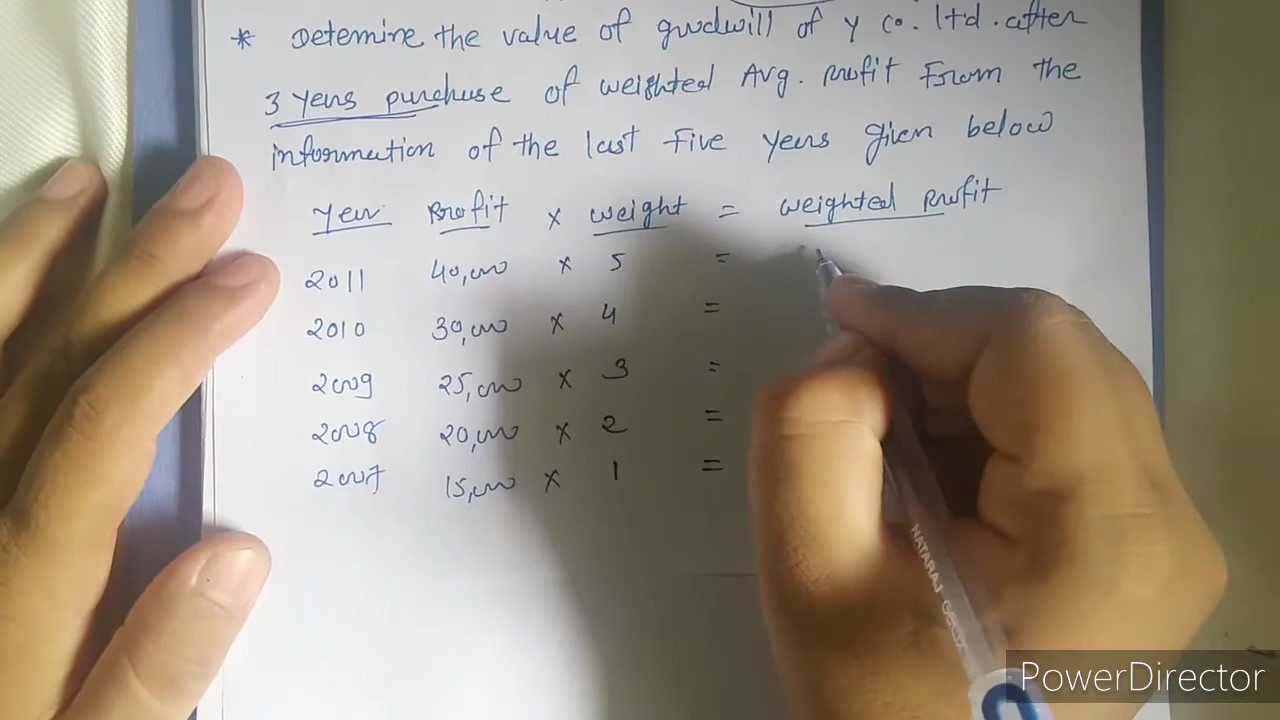 * Detemine the value of goodwill of y co. ltd. after
3 years purchase of weighted Avg. profit From the
information of the last Five years given below
Year Profit x weight = weighted profit
2011 40,000 x 5 =
2010 30,000 x 4 =
2009 25,000 x 3 =
2008 20,000 x 2 =
2007 15,000 x 1 =
NATARAJ
PowerDirector